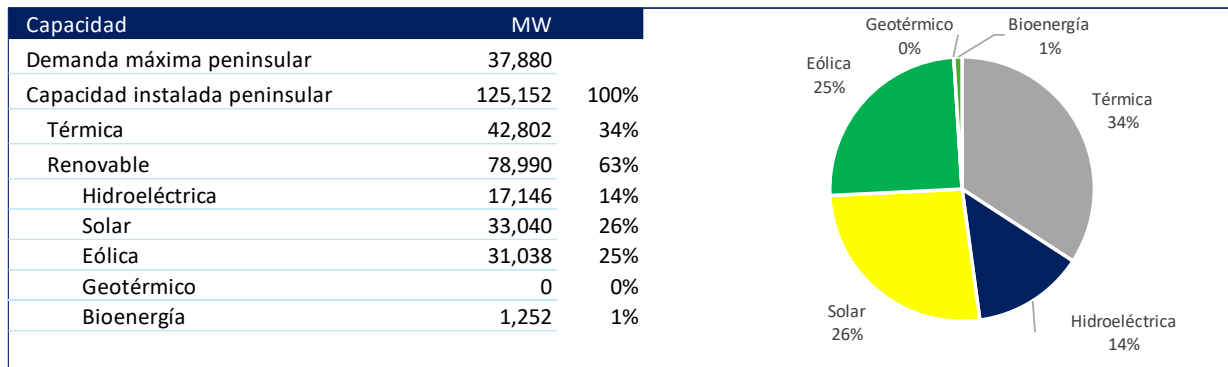 Capacidad MW
Demanda máxima peninsular 37,880
Capacidad instalada peninsular 125,152 100%
Térmica 42,802 34%
Renovable 78,990 63%
Hidroeléctrica 17,146 14%
Solar 33,040 26%
Eólica 31,038 25%
Geotérmico 0 0%
Bioenergía 1,252 1%
Geotérmico
0%
Bioenergía
1%
Eólica
25%
Térmica
34%
Solar
26%
Hidroeléctrica
14%